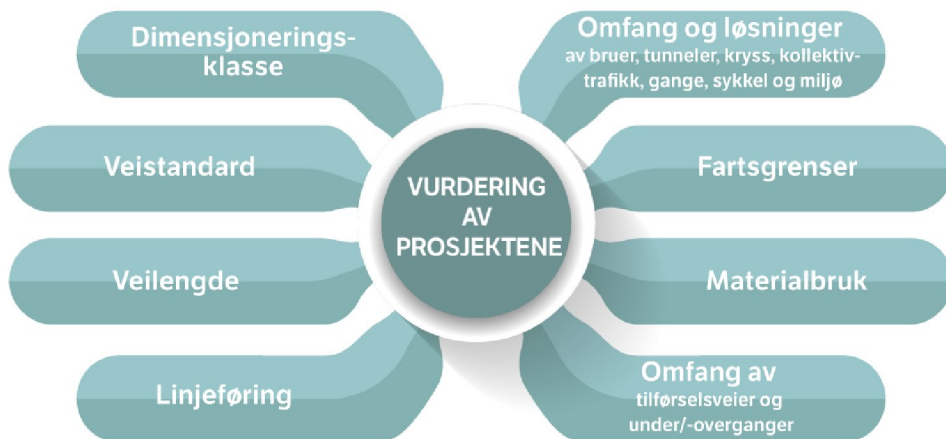 Dimensjonerings-
klasse
Veistandard
Veilengde
Linjeføring
VURDERING
AV
PROSJEKTENE
Omfang og løsninger
av bruer, tunneler, kryss, kollektiv-
trafikk, gange, sykkel og miljø
Fartsgrenser
Materialbruk
Omfang av
tilførselsveier og
under/-overganger